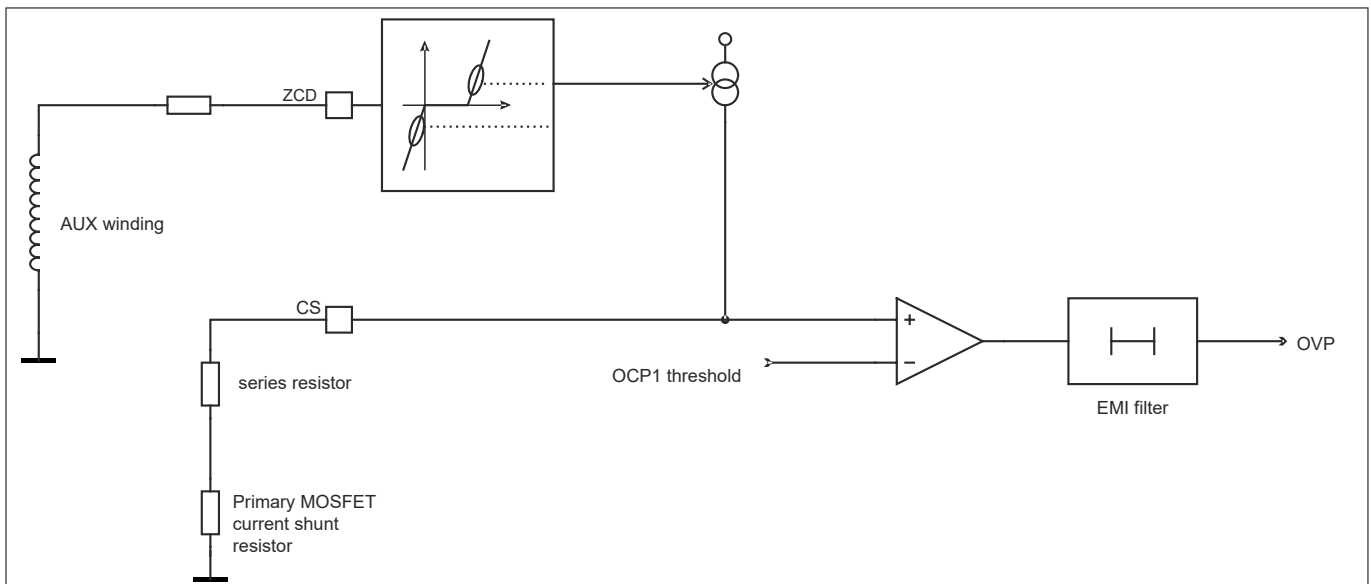 ZCD
AUX winding
CS
+
−
OVP
OCP1 threshold
series resistor
EMI filter
Primary MOSFET
current shunt
resistor